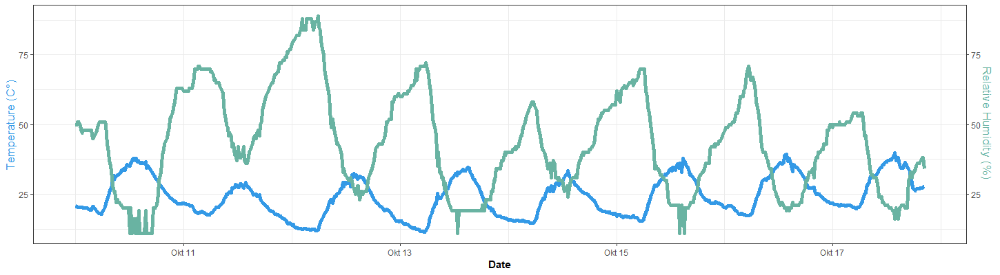 Temperature (C°)
75
50
25
75
50
25
Relative Humidity (%)
Okt 11
Okt 13
Okt 15
Okt 17
Date